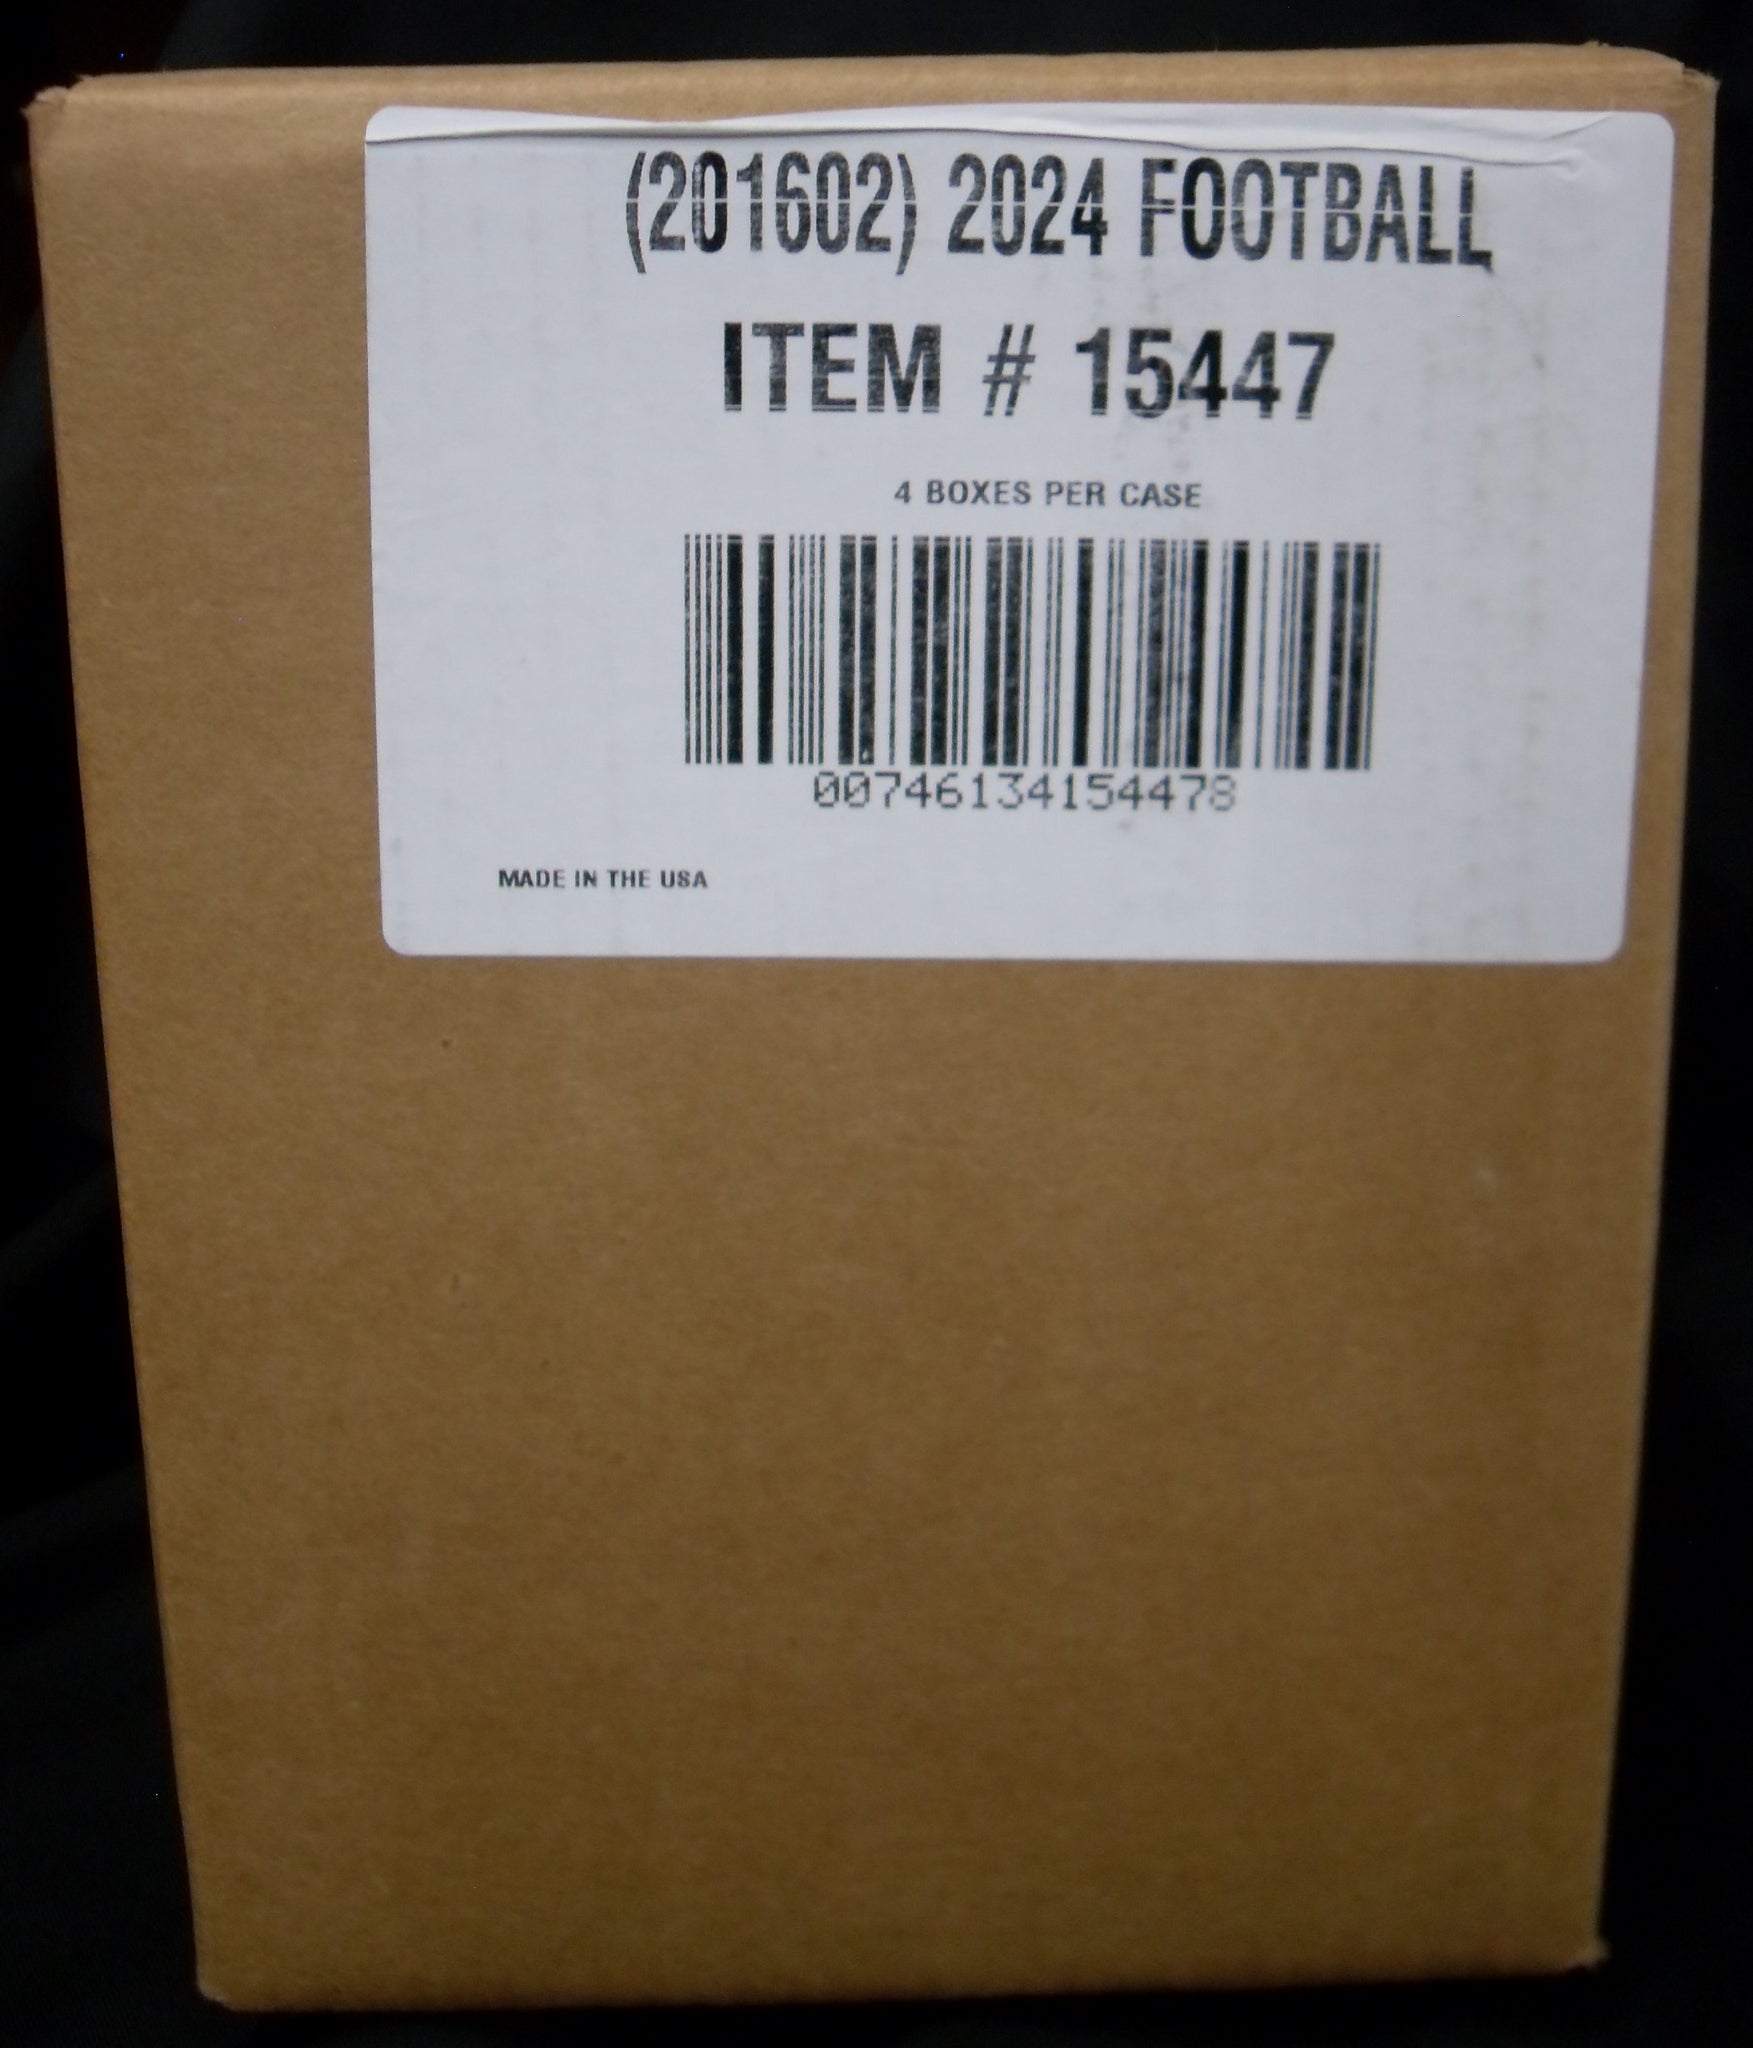 (201602) 2024 FOOTBALL
ITEM # 15447
4 BOXES PER CASE
00746134154478
MADE IN THE USA